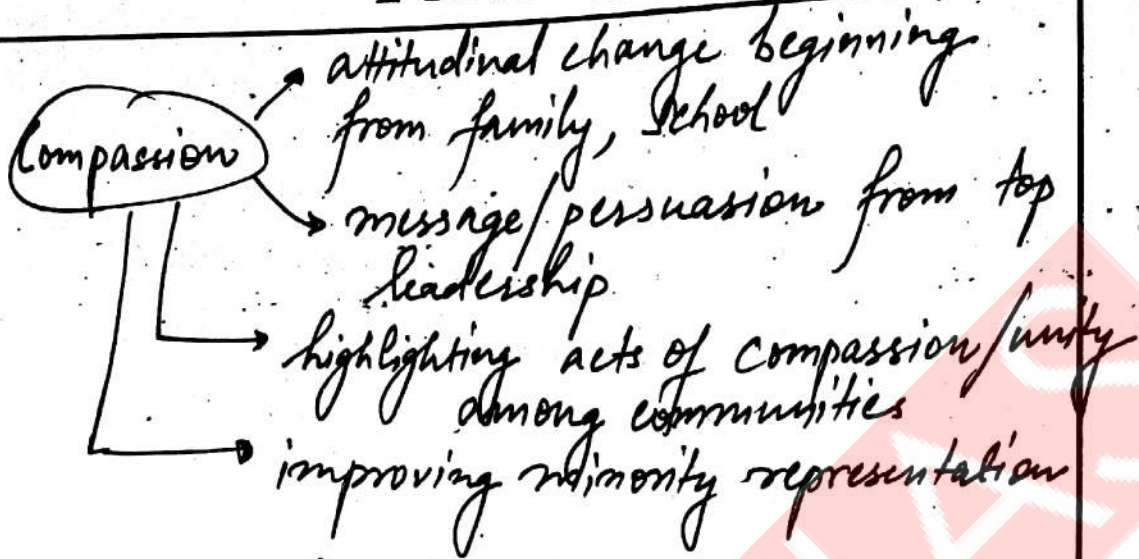 attitudinal change beginning
from family, school
Compassion
message/persuasion from top
leadership
highlighting acts of compassion/unity
among communities
improving minority representation